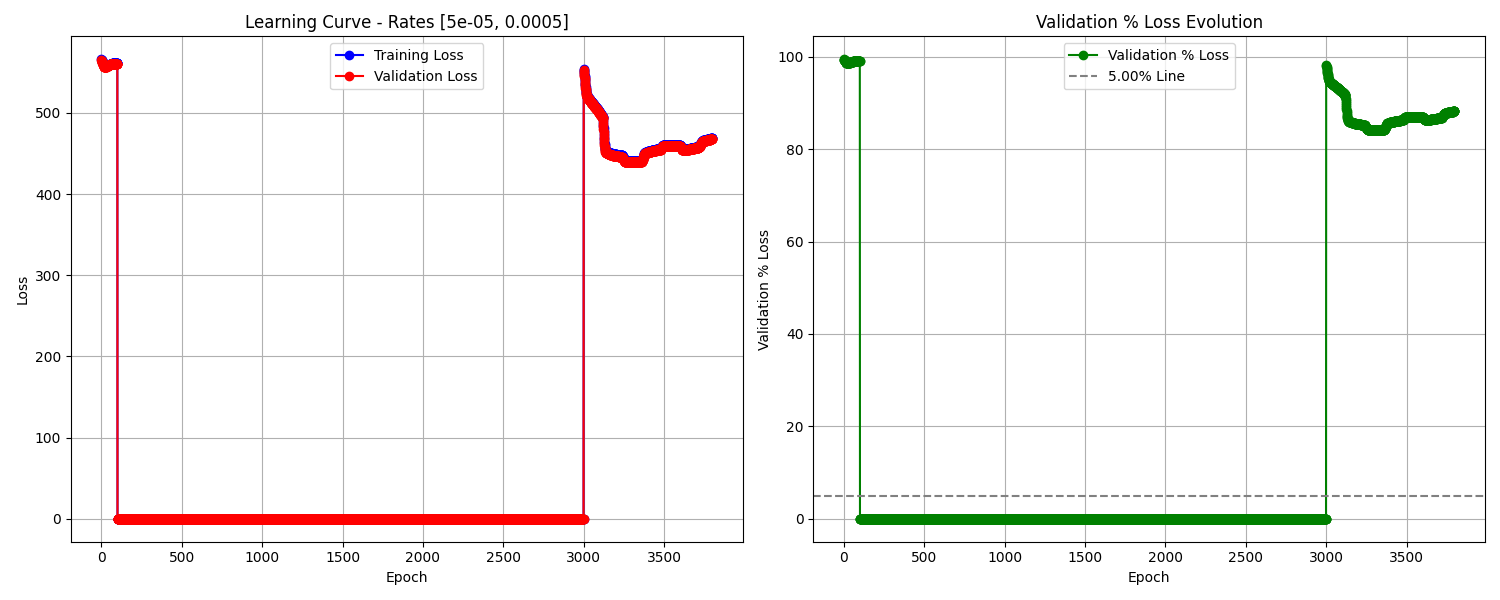 Learning Curve - Rates [5e-05, 0.0005]
Training Loss
Validation Loss
Loss
500
400
300
200
100
0
0 500 1000 1500 2000 2500 3000 3500
Epoch
Validation % Loss Evolution
Validation % Loss
5.00% Line
Validation % Loss
100
80
60
40
20
0
0 500 1000 1500 2000 2500 3000 3500
Epoch